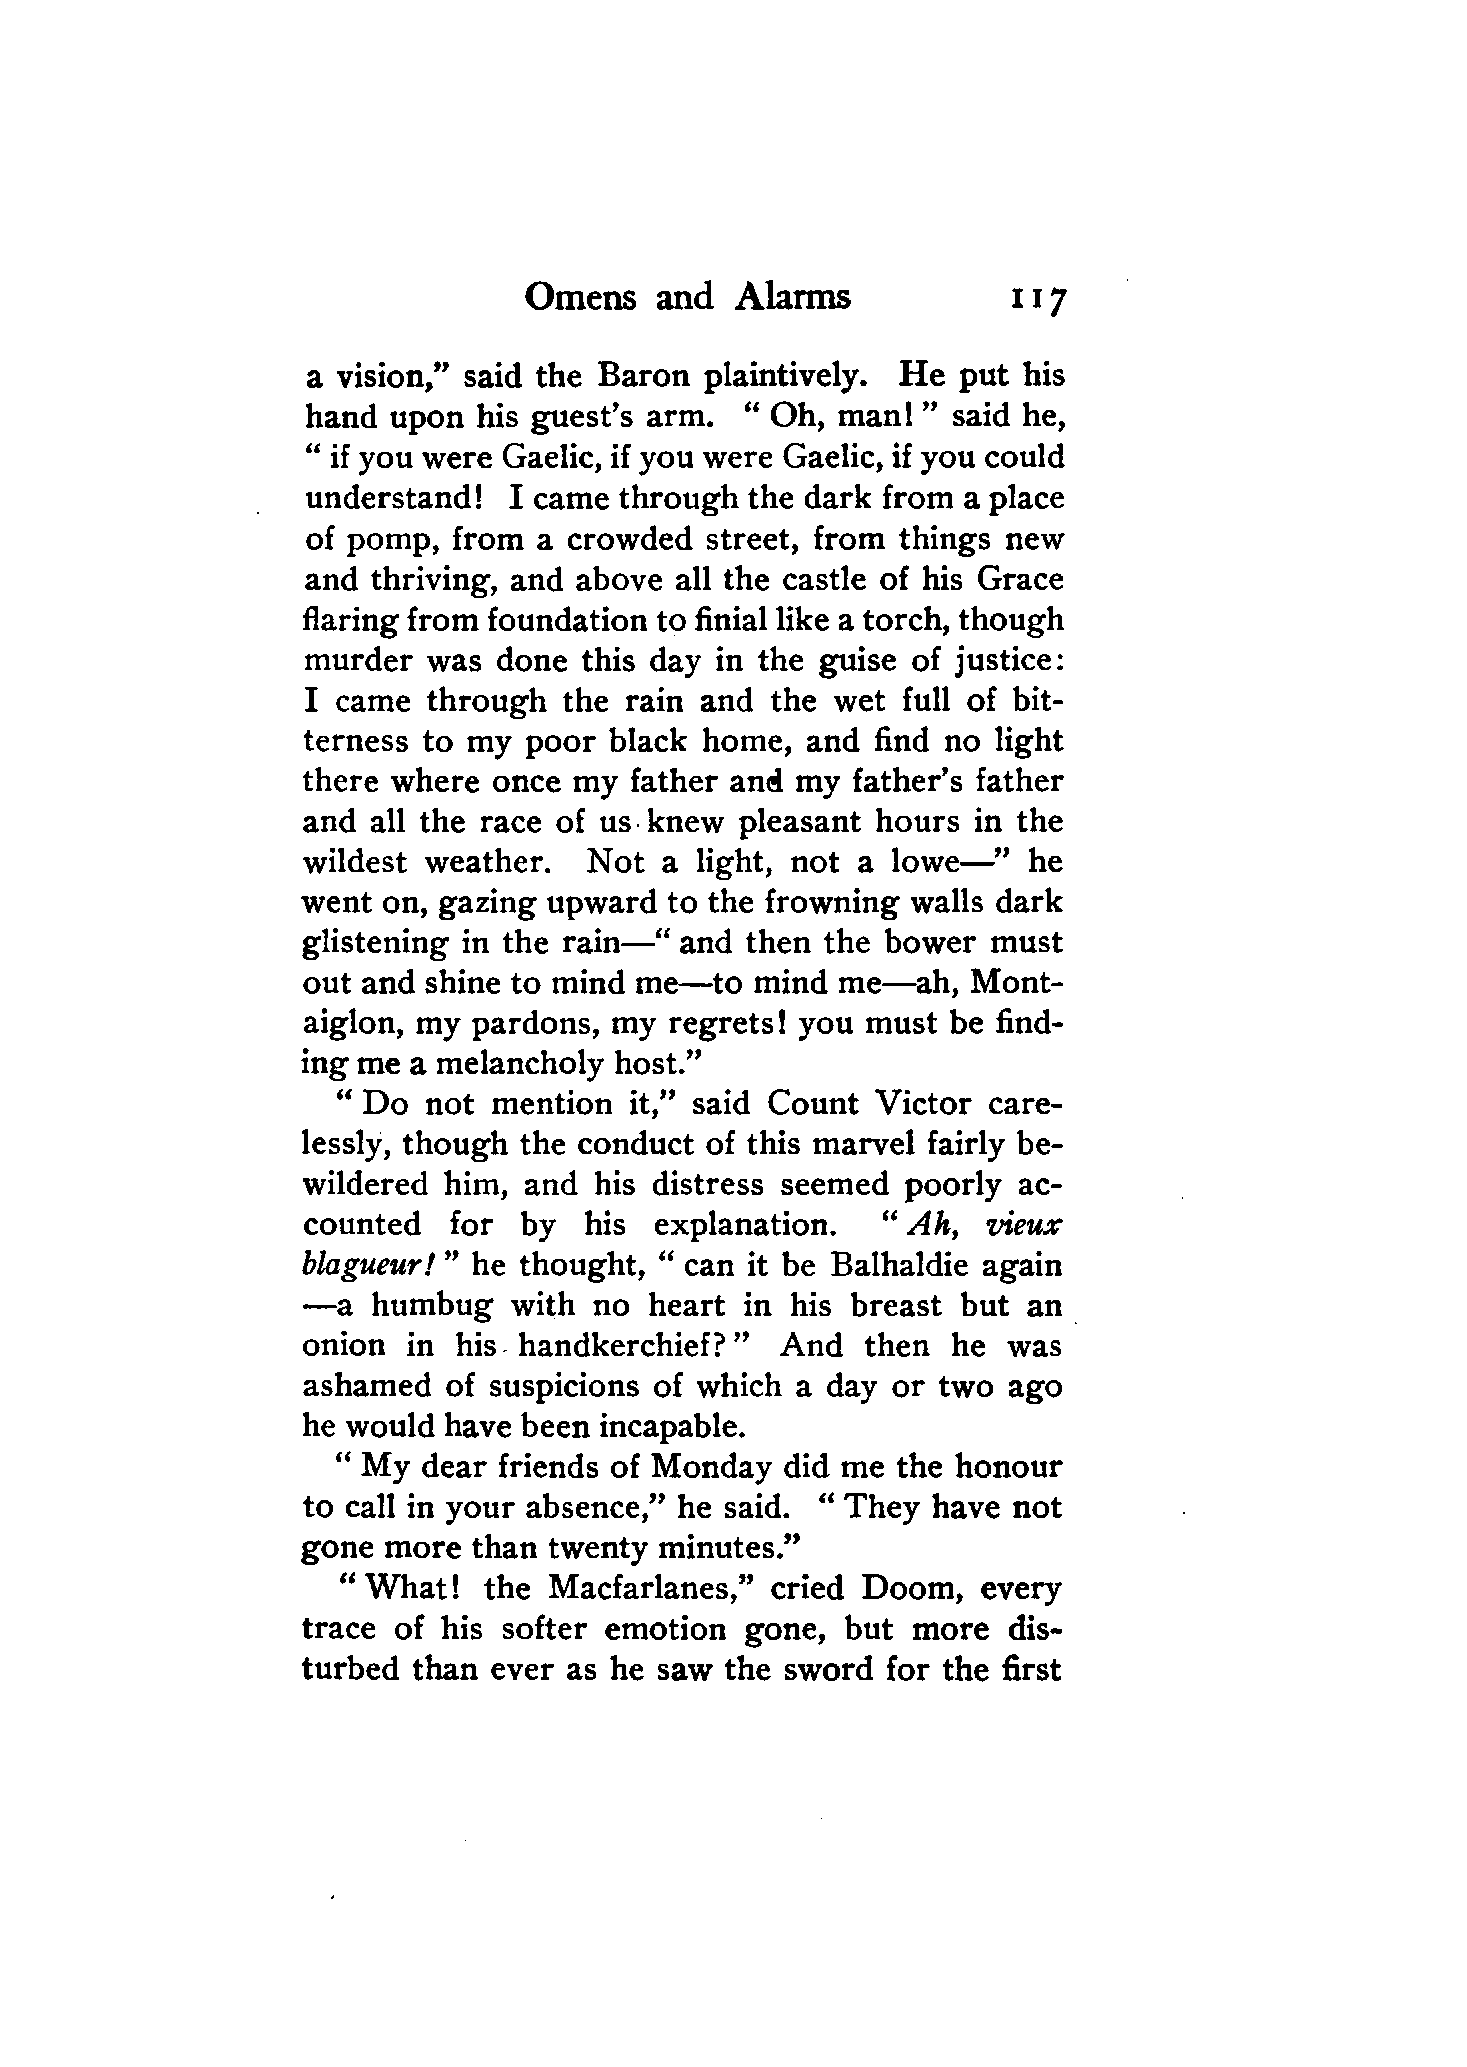 Omens and Alarms 117
a vision,” said the Baron plaintively. He put his
hand upon his guest’s arm. “ Oh, man! ” said he,
“ if you were Gaelic, if you were Gaelic, if you could
understand! I came through the dark from a place
of pomp, from a crowded street, from things new
and thriving, and above all the castle of his Grace
flaring from foundation to finial like a torch, though
murder was done this day in the guise of justice:
I came through the rain and the wet full of bit-
terness to my poor black home, and find no light
there where once my father and my father’s father
and all the race of us knew pleasant hours in the
wildest weather. Not a light, not a lowe—” he
went on, gazing upward to the frowning walls dark
glistening in the rain—“ and then the bower must
out and shine to mind me—to mind me—ah, Mont-
aiglon, my pardons, my regrets! you must be find-
ing me a melancholy host.”
“ Do not mention it,” said Count Victor care-
lessly, though the conduct of this marvel fairly be-
wildered him, and his distress seemed poorly ac-
counted for by his explanation. “ Ah, vieux
blagueur! ” he thought, “ can it be Balhaldie again
—a humbug with no heart in his breast but an
onion in his handkerchief? ” And then he was
ashamed of suspicions of which a day or two ago
he would have been incapable.
“ My dear friends of Monday did me the honour
to call in your absence,” he said. “ They have not
gone more than twenty minutes.”
“ What! the Macfarlanes,” cried Doom, every
trace of his softer emotion gone, but more dis-
turbed than ever as he saw the sword for the first